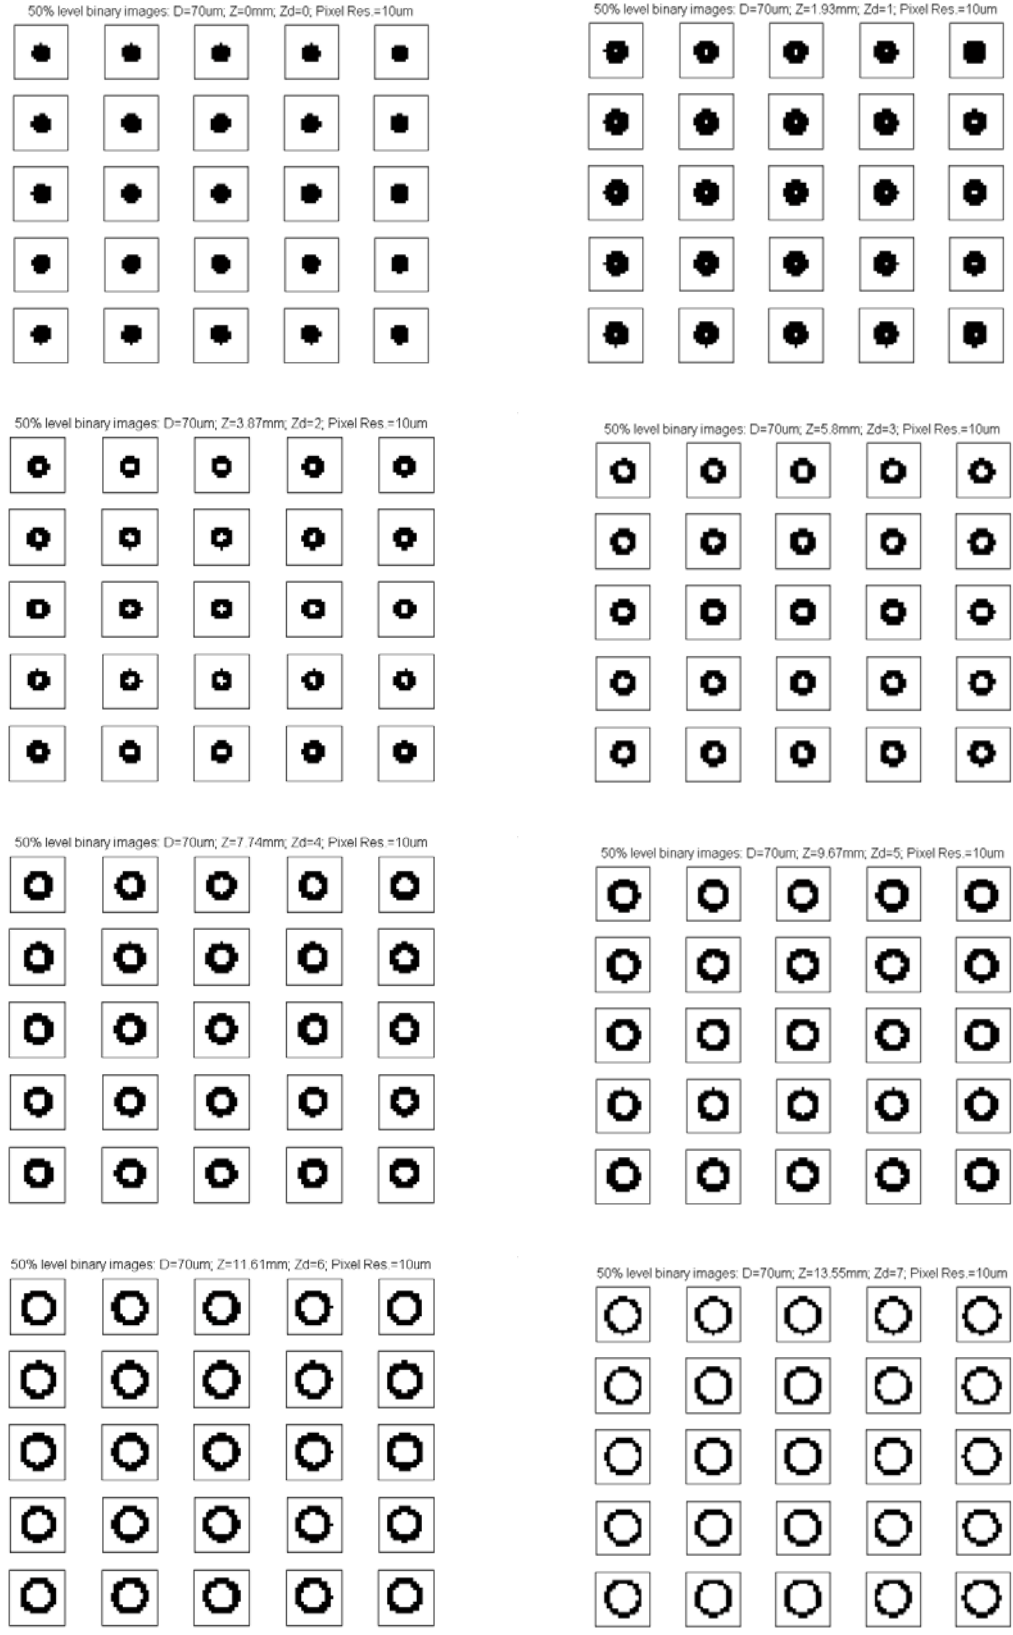 50% level binary images: D=70um; Z=0mm; Zd=0; Pixel Res.=10um
50% level binary images: D=70um; Z=1.93mm; Zd=1; Pixel Res.=10um
50% level binary images: D=70um; Z=3.87mm; Zd=2; Pixel Res.=10um
50% level binary images: D=70um; Z=5.8mm; Zd=3; Pixel Res.=10um
50% level binary images: D=70um; Z=7.74mm; Zd=4; Pixel Res.=10um
50% level binary images: D=70um; Z=9.67mm; Zd=5; Pixel Res.=10um
50% level binary images: D=70um; Z=11.61mm; Zd=6; Pixel Res.=10um
50% level binary images: D=70um; Z=13.55mm; Zd=7; Pixel Res.=10um